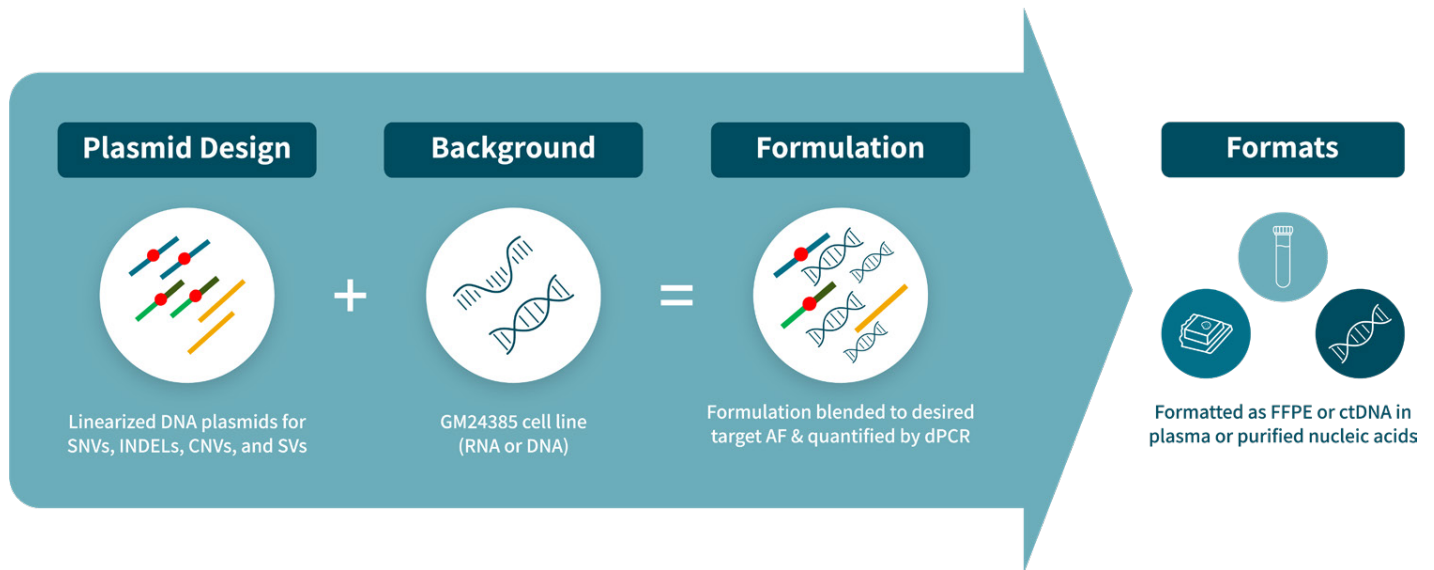 Plasmid Design
Background
Formulation
Formats
+
=
Linearized DNA plasmids for
SNVs, INDELs, CNVs, and SVs
GM24385 cell line
(RNA or DNA)
Formulation blended to desired
target AF & quantified by dPCR
Formatted as FFPE or ctDNA in
plasma or purified nucleic acids